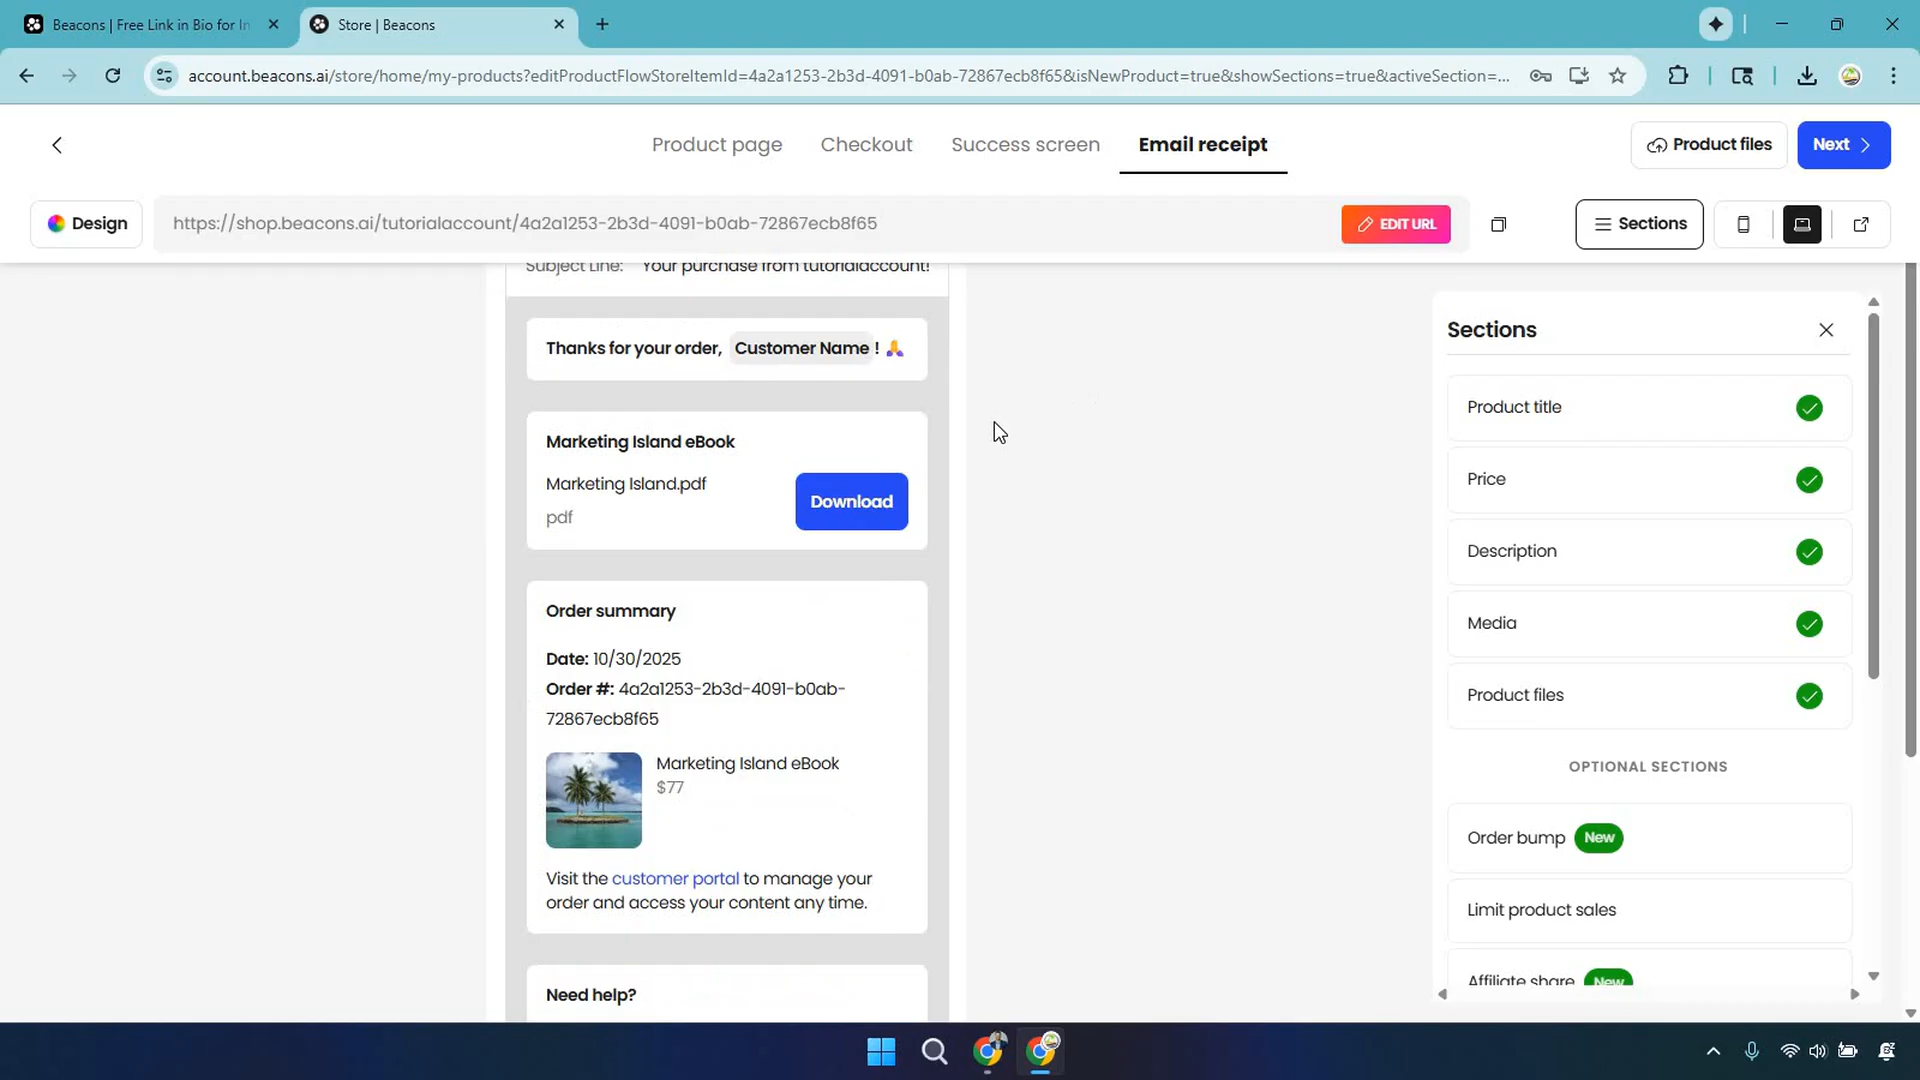 Beacons | Free Link in Bio for In
Store | Beacons
account.beacons.ai/store/home/my-products?editProductFlowStoreItemId=4a2a1253-2b3d-4091-b0ab-72867ecb8f65&isNewProduct=true&showSections=true&activeSection=...
Product page
Checkout
Success screen
Email receipt
Product files
Next
Design
https://shop.beacons.ai/tutorialaccount/4a2a1253-2b3d-4091-b0ab-72867ecb8f65
EDIT URL
Sections
Subject Line: Your purchase from tutorialaccount!
Thanks for your order, Customer Name ! 🙏
Marketing Island eBook
Marketing Island.pdf
pdf
Download
Order summary
Date: 10/30/2025
Order #: 4a2a1253-2b3d-4091-b0ab-
72867ecb8f65
Marketing Island eBook
$77
Visit the customer portal to manage your
order and access your content any time.
Need help?
Sections
Product title
Price
Description
Media
Product files
OPTIONAL SECTIONS
Order bump New
Limit product sales
Affiliate share New